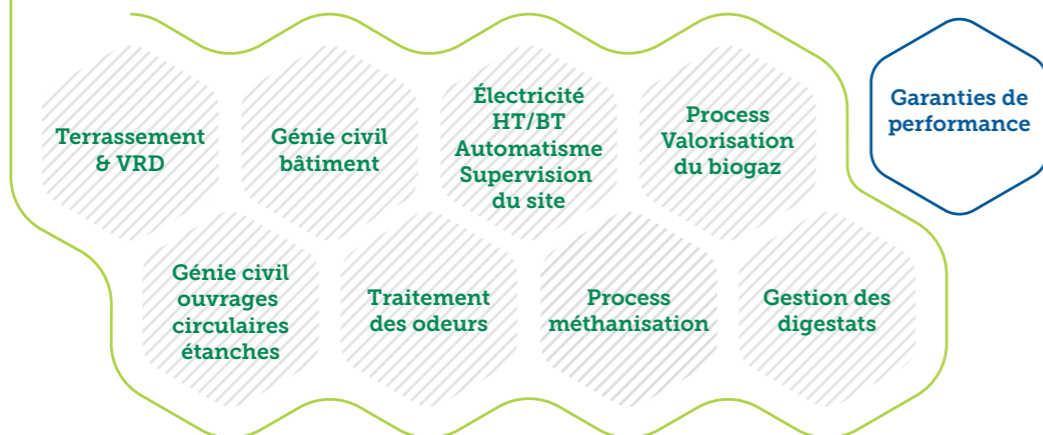 Terrassement
& VRD
Génie civil
bâtiment
Électricité
HT/BT
Automatisme
Supervision
du site
Process
Valorisation
du biogaz
Garanties de
performance
Génie civil
ouvrages
circulaires
étanches
Traitement
des odeurs
Process
méthanisation
Gestion des
digestats